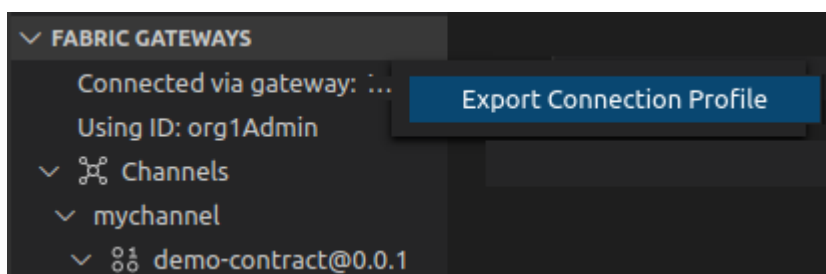 FABRIC GATEWAYS
Connected via gateway:
Export Connection Profile
Using ID: org1Admin
Channels
mychannel
demo-contract@0.0.1